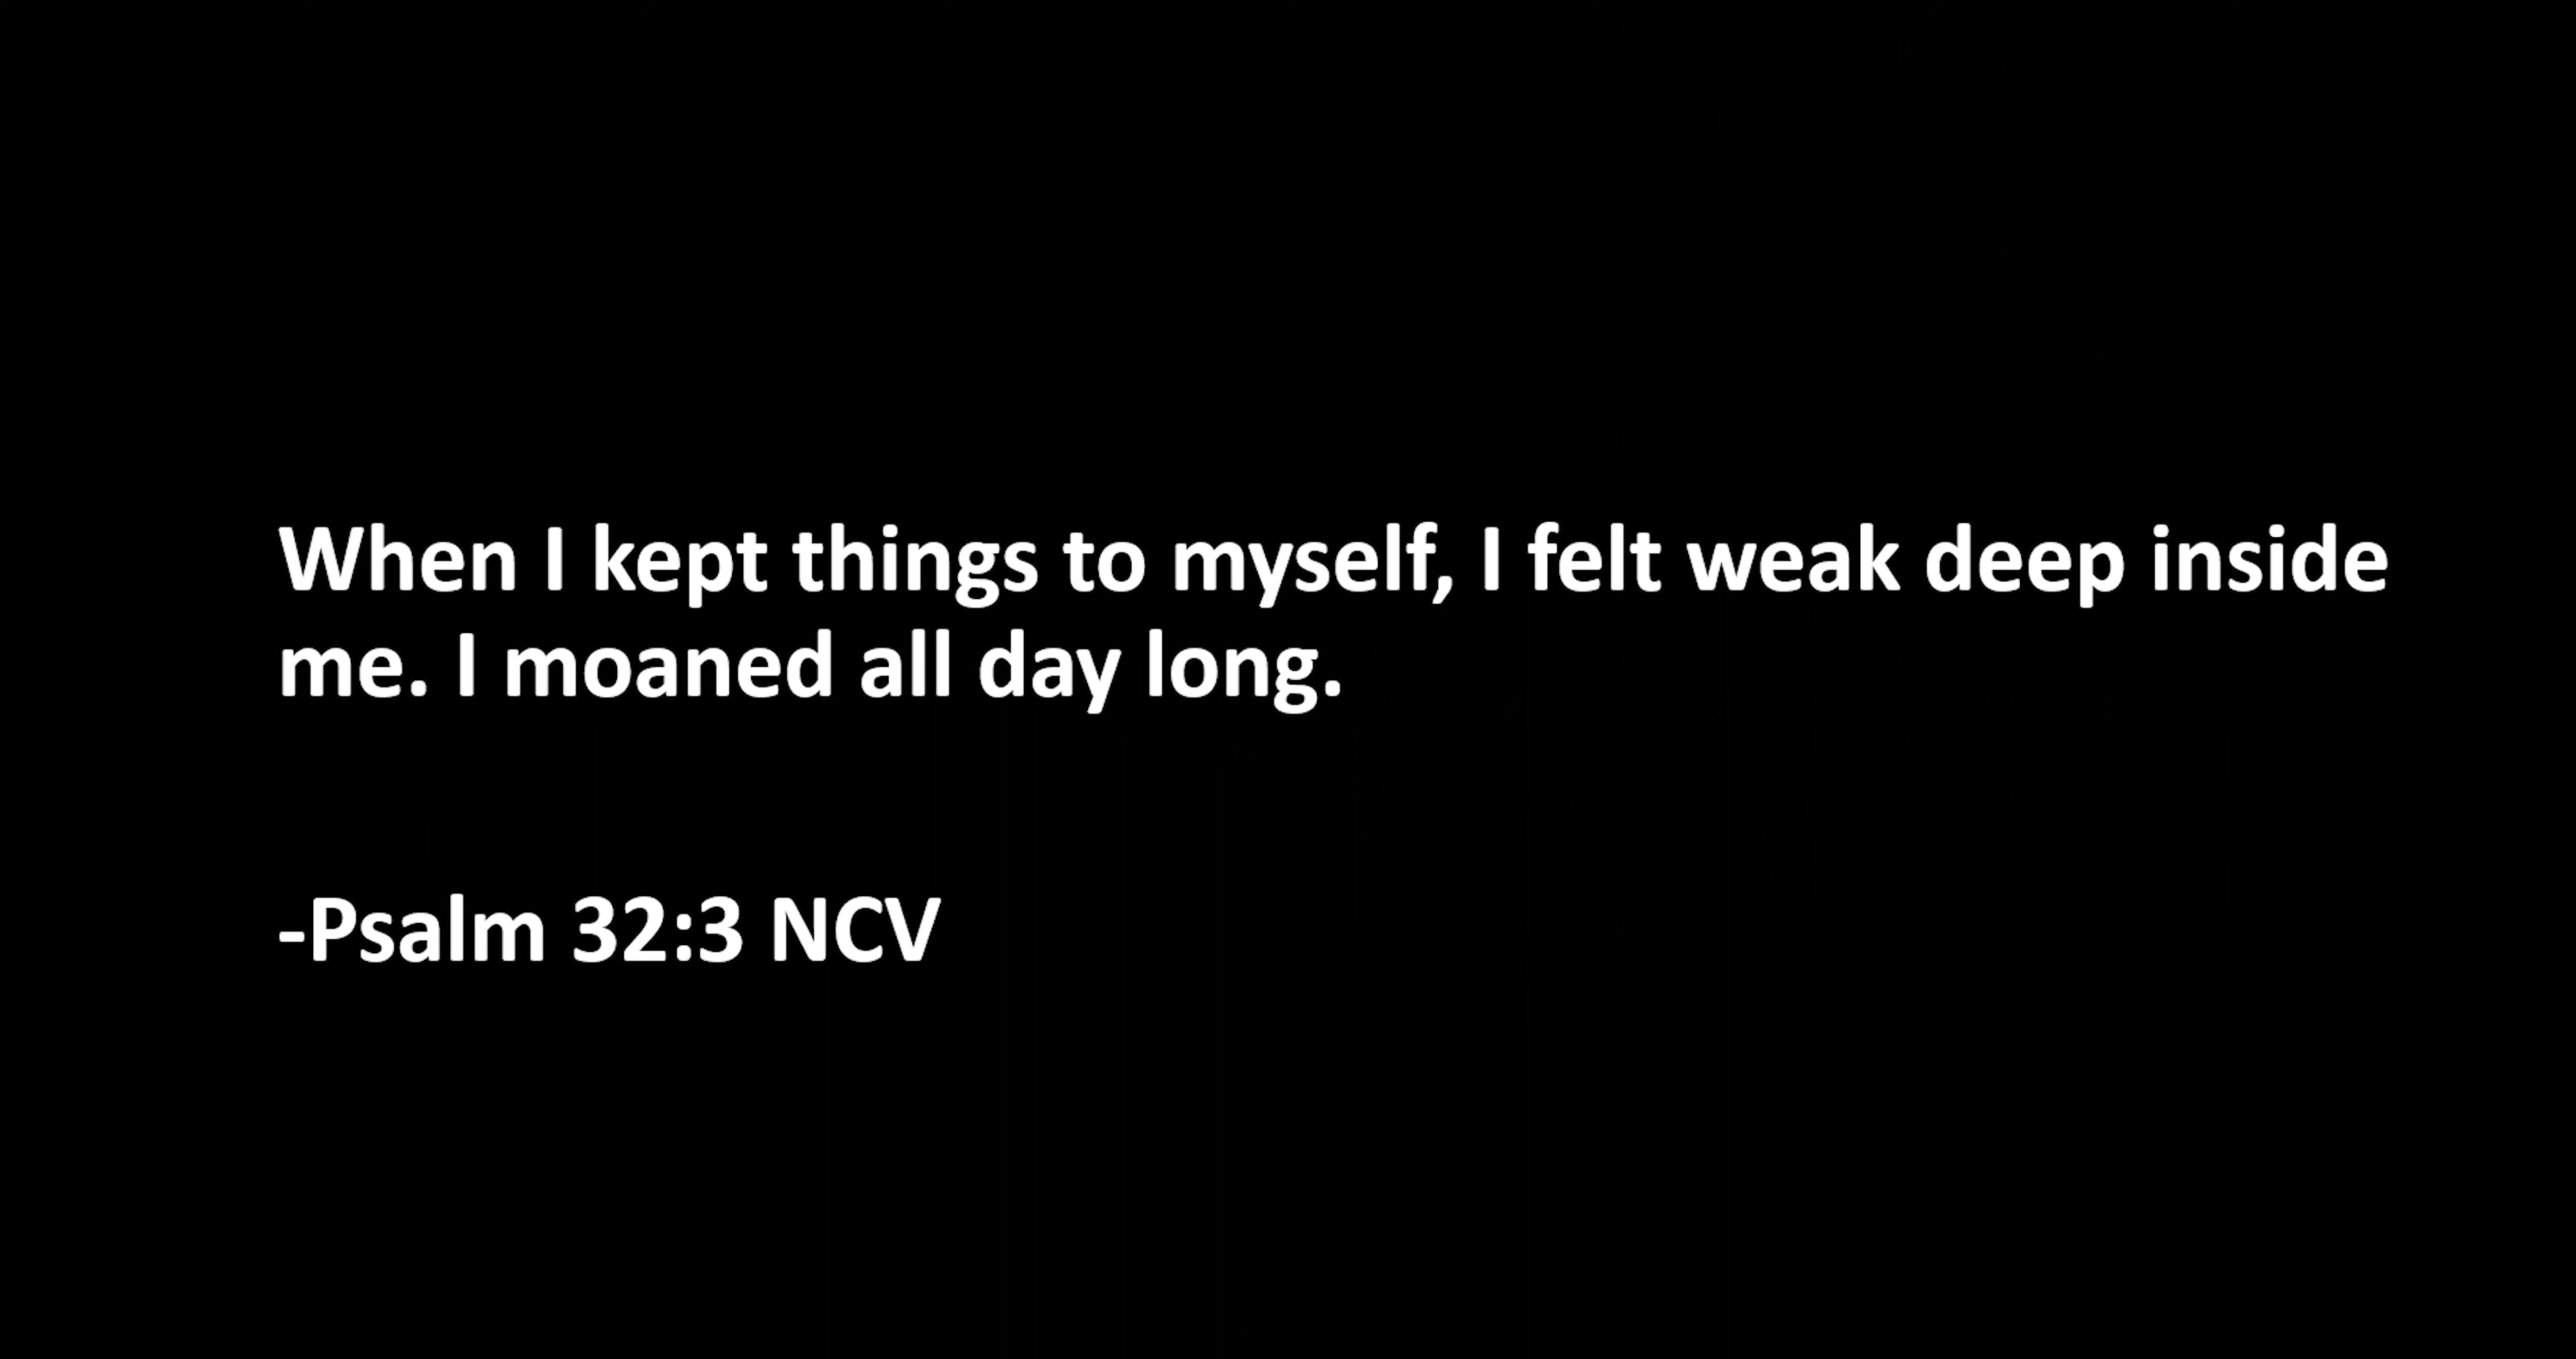 When I kept things to myself, I felt weak deep inside
me. I moaned all day long.
-Psalm 32:3 NCV